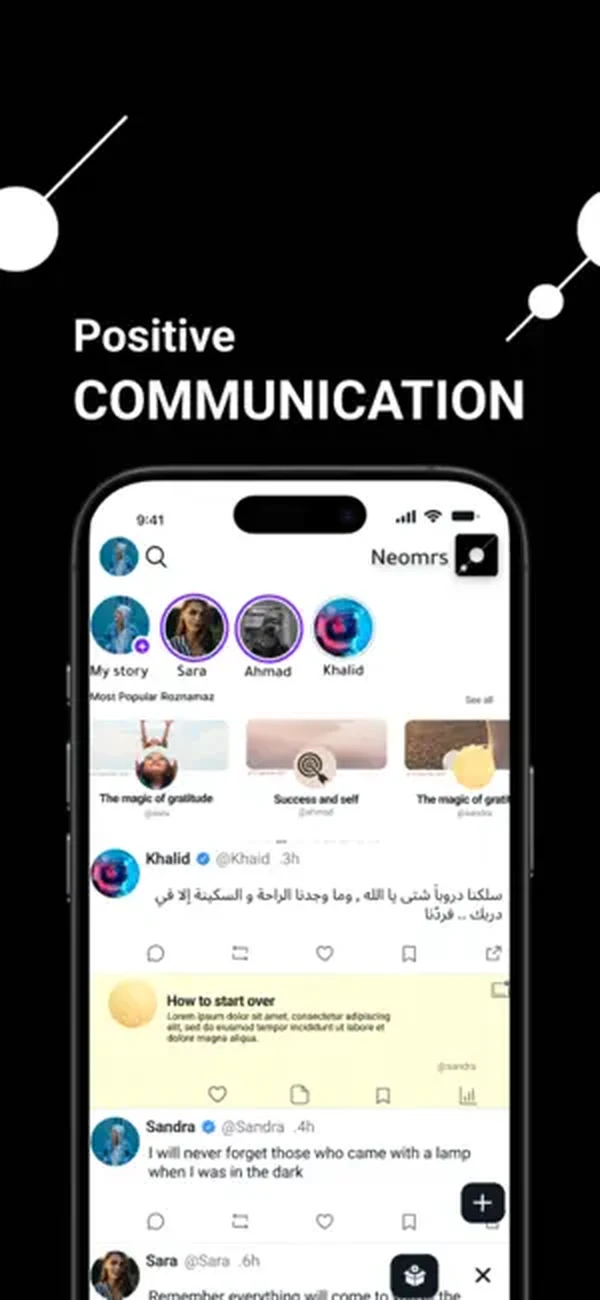 Positive
COMMUNICATION
9:41
Neomrs
My story
Sara
Ahmad
Khalid
Most Popular Roznamaz
See all
The magic of gratitude
Success and self
@ahmad
The magic of grati
@sandra
Khalid @Khaid .3h
سلكنا دروباً شتى يا الله , وما وجدنا الراحة و السكينة إلا في
دربك .. فردّنا
How to start over
Lorem ipsum dolor sit amet, consectetur adipiscing
elit, sed do eiusmod tempor incididunt ut labore et
dolore magna aliqua.
@sandra
Sandra @Sandra .4h
I will never forget those who came with a lamp
when I was in the dark
Sara @Sara .6h
Remember everything will come to the